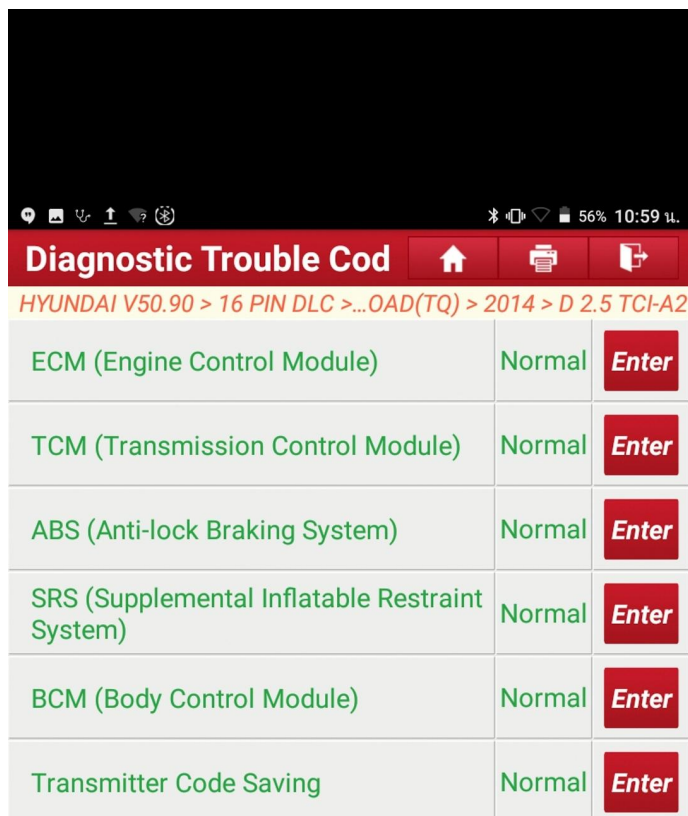 56% 10:59 น.
Diagnostic Trouble Cod
HYUNDAI V50.90 > 16 PIN DLC >...OAD(TQ) > 2014 > D 2.5 TCI-A2
ECM (Engine Control Module) Normal Enter
TCM (Transmission Control Module) Normal Enter
ABS (Anti-lock Braking System) Normal Enter
SRS (Supplemental Inflatable Restraint
System) Normal Enter
BCM (Body Control Module) Normal Enter
Transmitter Code Saving Normal Enter